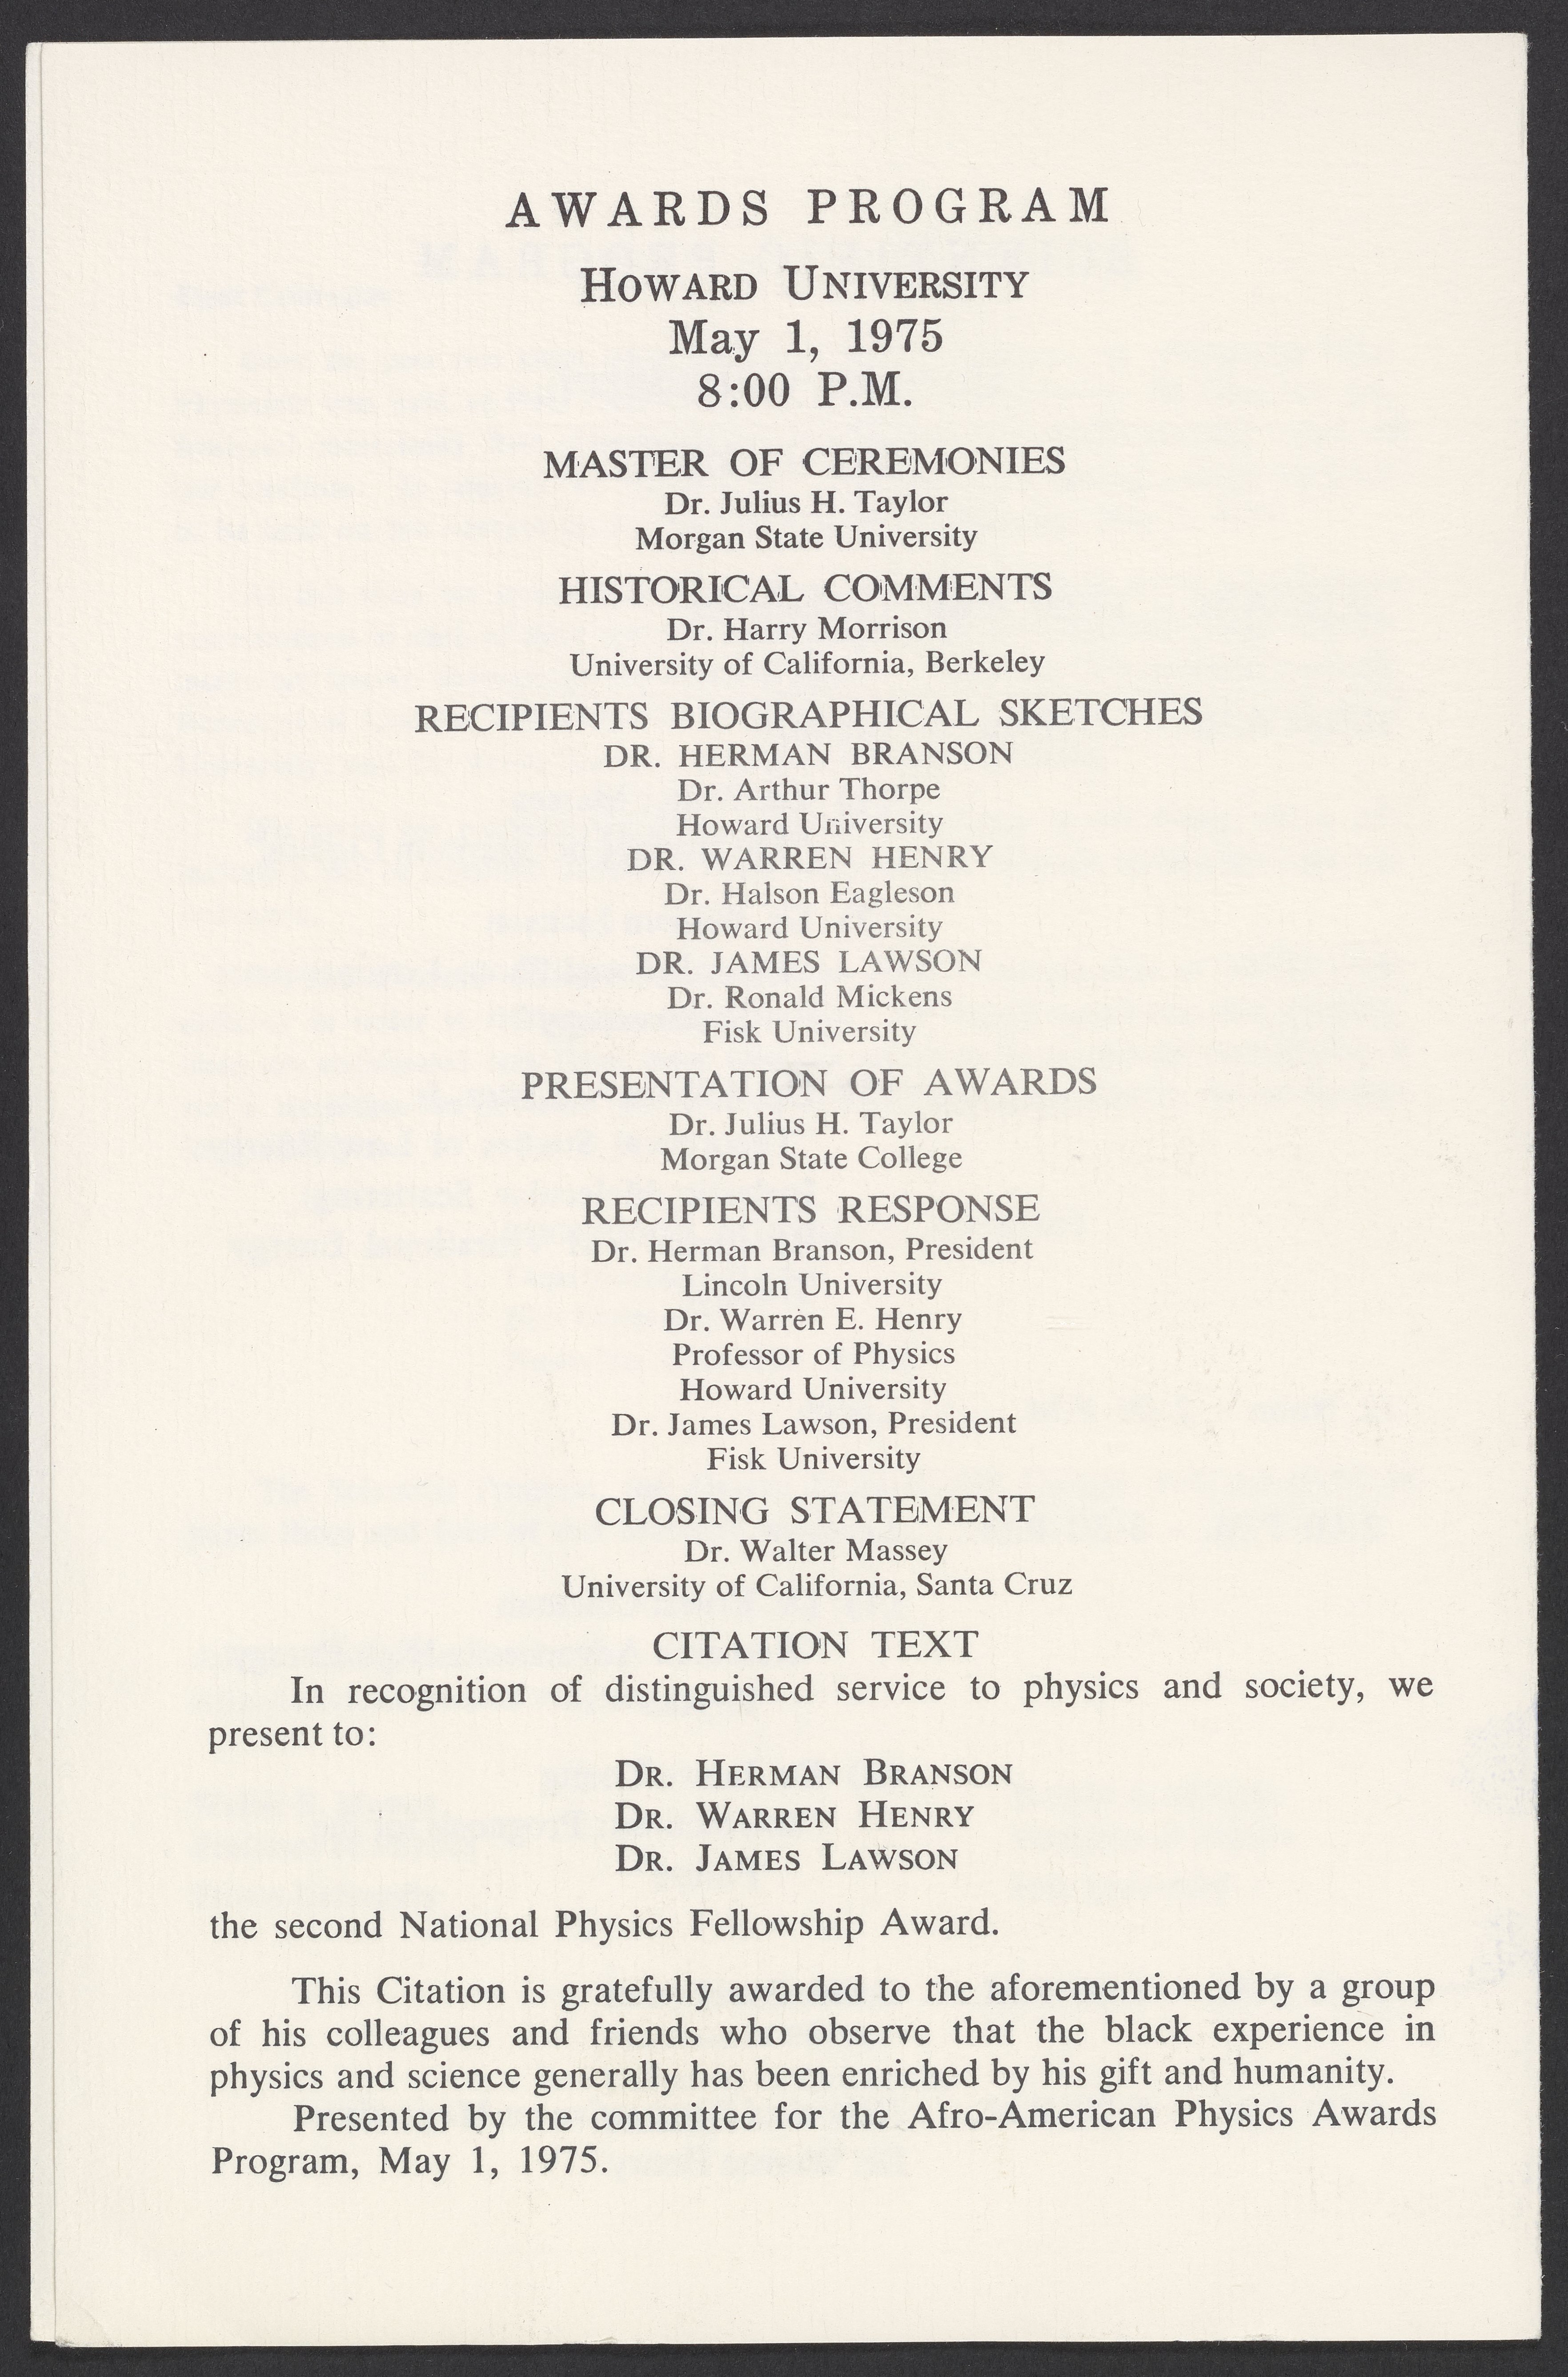 AWARDS PROGRAM
HOWARD UNIVERSITY
May 1, 1975
8:00 P.M.
MASTER OF CEREMONIES
Dr. Julius H. Taylor
Morgan State University
HISTORICAL COMMENTS
Dr. Harry Morrison
University of California, Berkeley
RECIPIENTS BIOGRAPHICAL SKETCHES
DR. HERMAN BRANSON
Dr. Arthur Thorpe
Howard University
DR. WARREN HENRY
Dr. Halson Eagleson
Howard University
DR. JAMES LAWSON
Dr. Ronald Mickens
Fisk University
PRESENTATION OF AWARDS
Dr. Julius H. Taylor
Morgan State College
RECIPIENTS RESPONSE
Dr. Herman Branson, President
Lincoln University
Dr. Warren E. Henry
Professor of Physics
Howard University
Dr. James Lawson, President
Fisk University
CLOSING STATEMENT
Dr. Walter Massey
University of California, Santa Cruz
CITATION TEXT
In recognition of distinguished service to physics and society, we
present to:
DR. HERMAN BRANSON
DR. WARREN HENRY
DR. JAMES LAWSON
the second National Physics Fellowship Award.
This Citation is gratefully awarded to the aforementioned by a group
of his colleagues and friends who observe that the black experience in
physics and science generally has been enriched by his gift and humanity.
Presented by the committee for the Afro-American Physics Awards
Program, May 1, 1975.